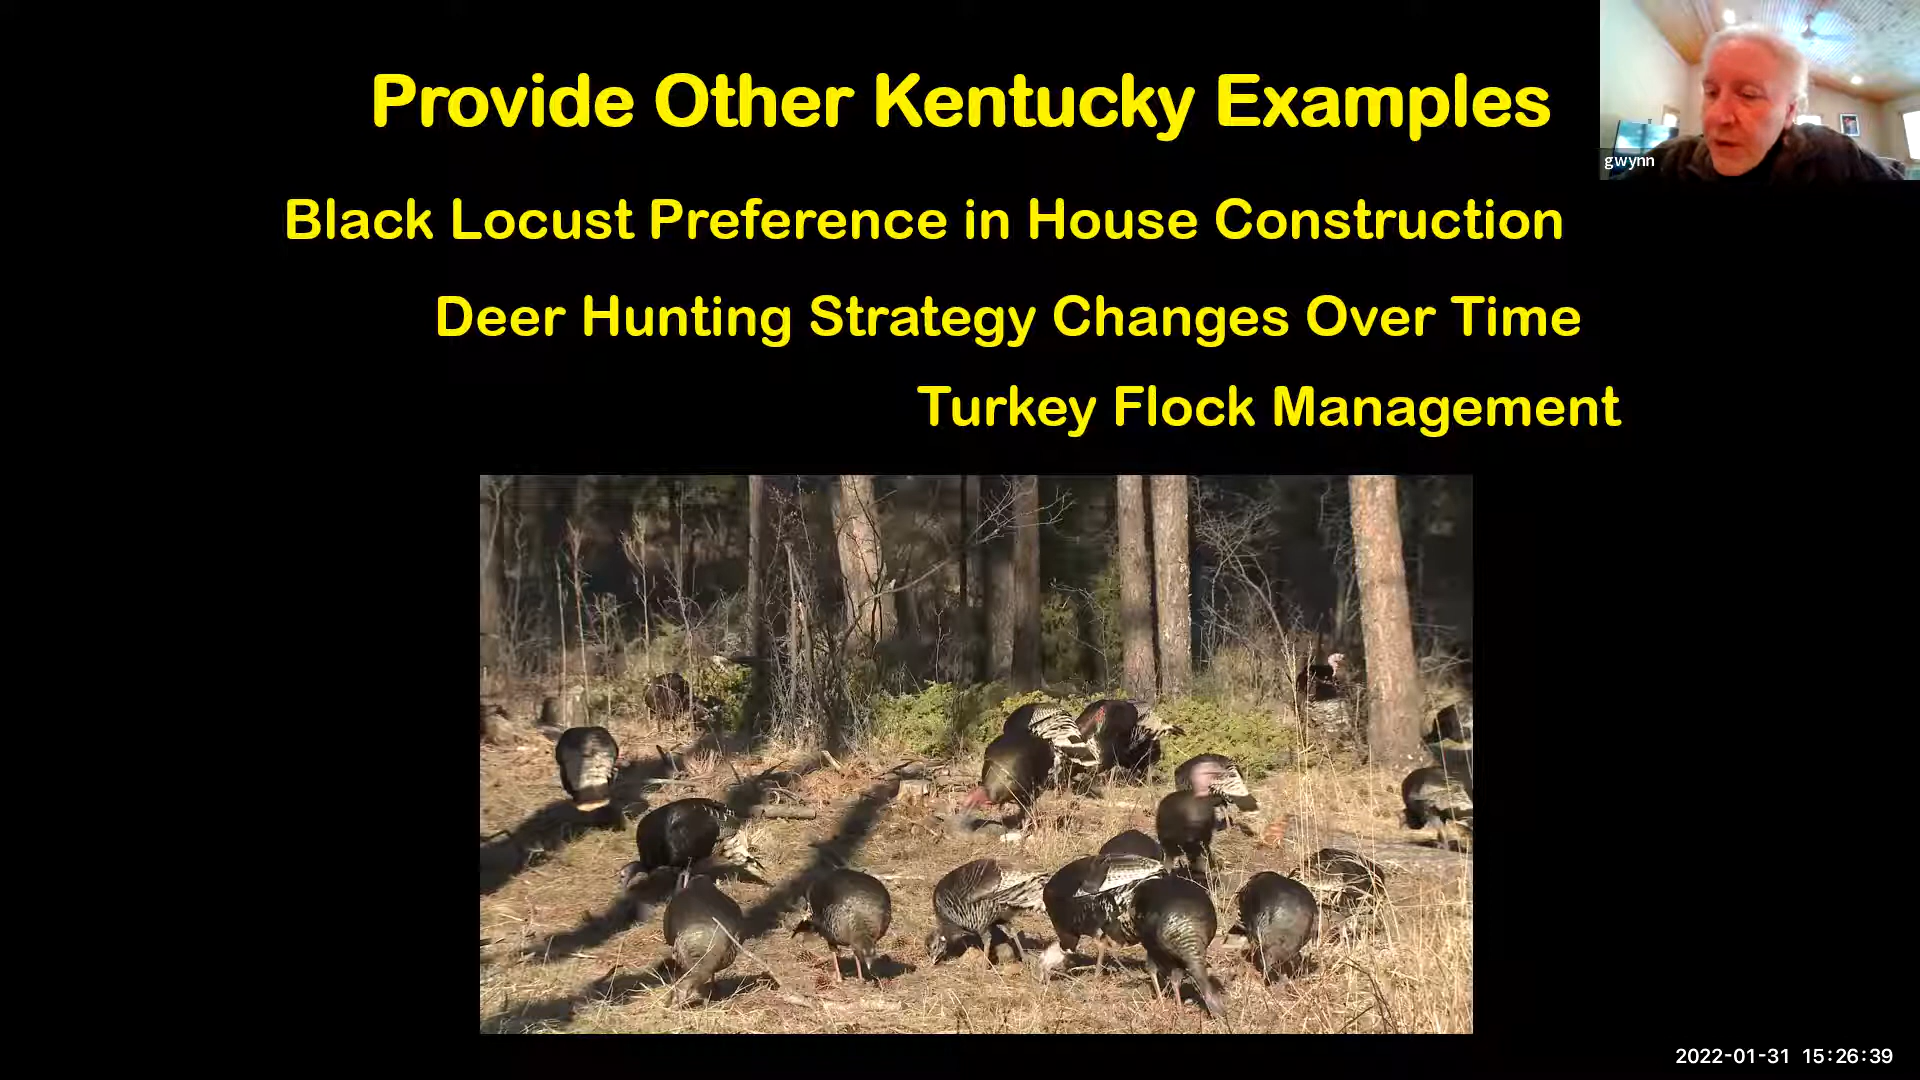 Provide Other Kentucky Examples
gwynn
Black Locust Preference in House Construction
Deer Hunting Strategy Changes Over Time
Turkey Flock Management
2022-01-31 15:26:39